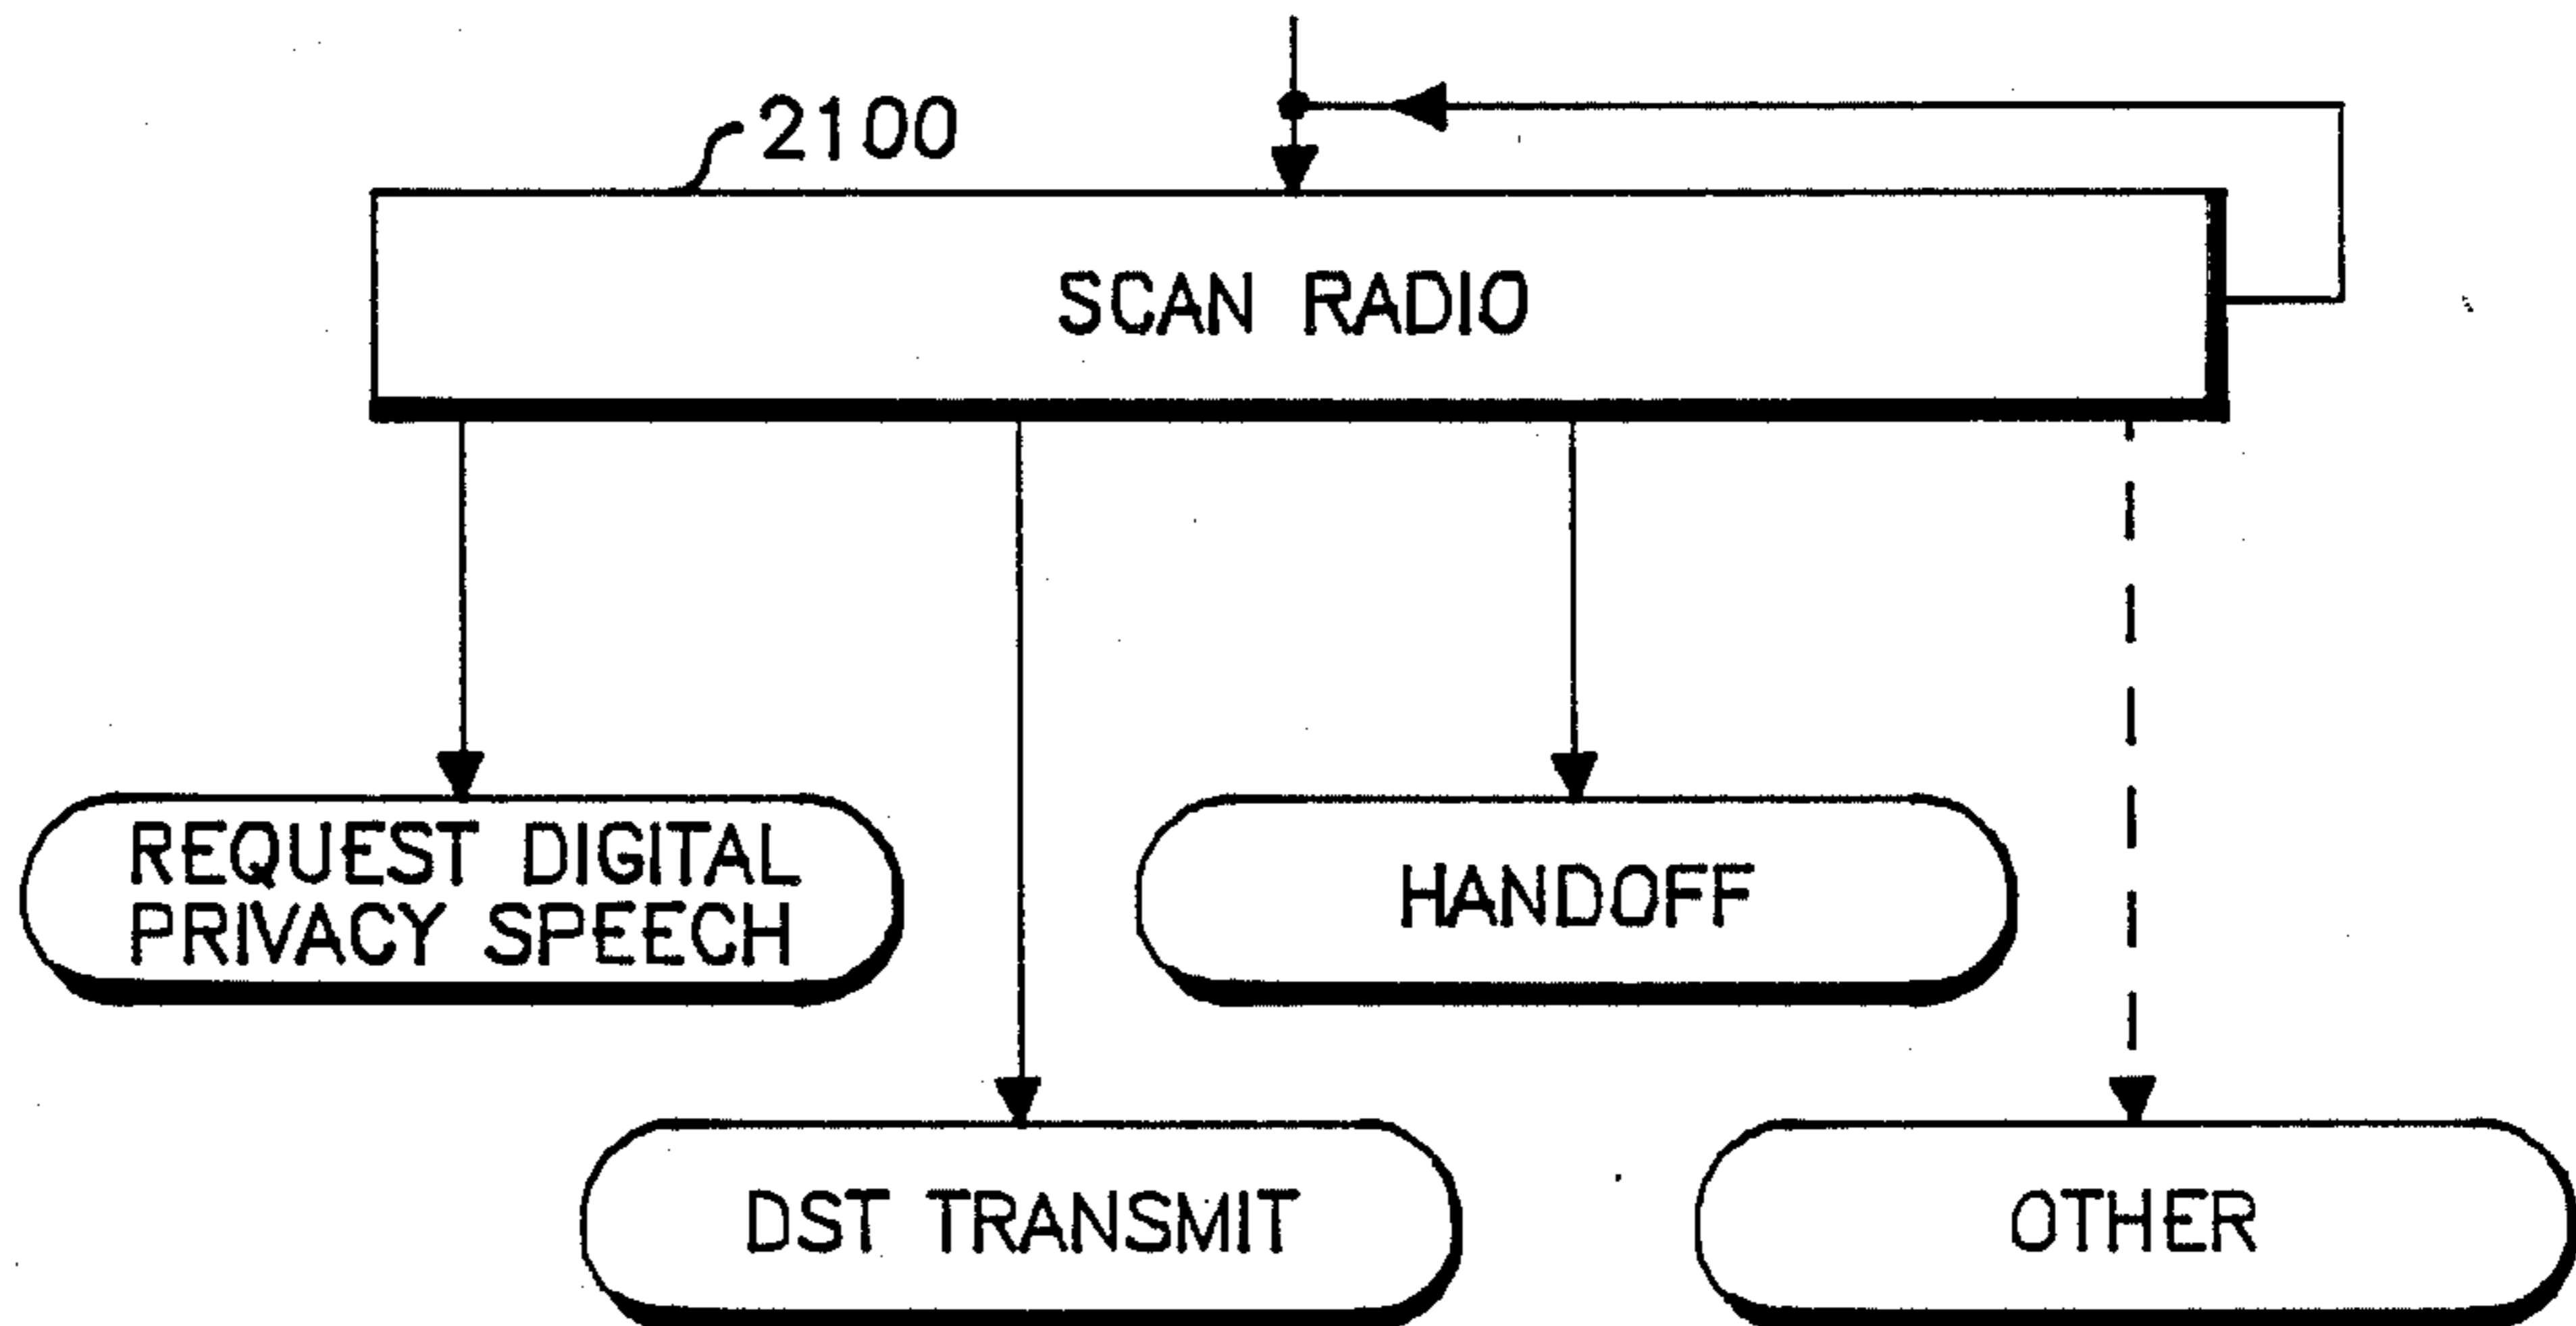 2100
SCAN RADIO
REQUEST DIGITAL
PRIVACY SPEECH
HANDOFF
DST TRANSMIT
OTHER